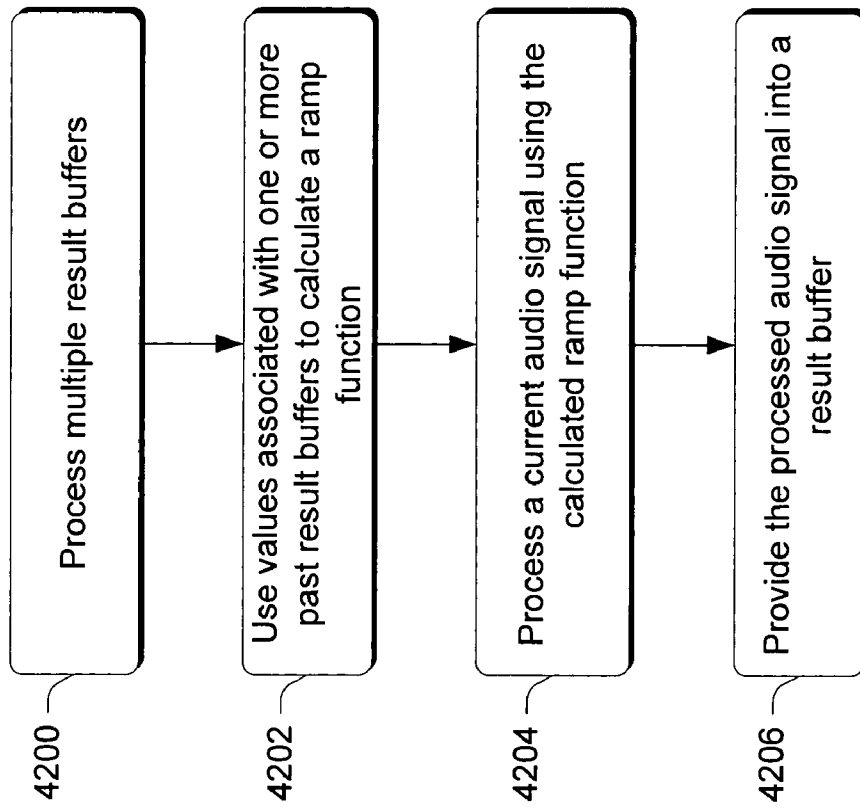 4200
Process multiple result buffers
4202
Use values associated with one or more
past result buffers to calculate a ramp
function
4204
Process a current audio signal using the
calculated ramp function
4206
Provide the processed audio signal into a
result buffer